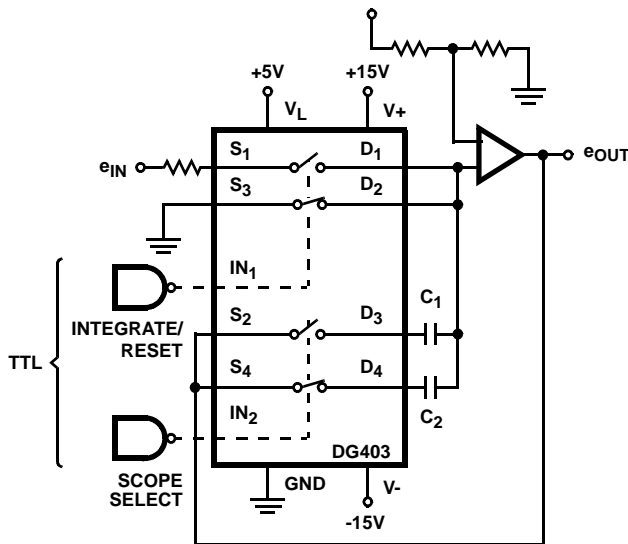 +5V
+15V
VL
V+
eIN
S1
D1
eOUT
S3
D2
IN1
INTEGRATE/
RESET
S2
D3
C1
TTL
S4
D4
C2
IN2
DG403
SCOPE
SELECT
GND
V-
-15V